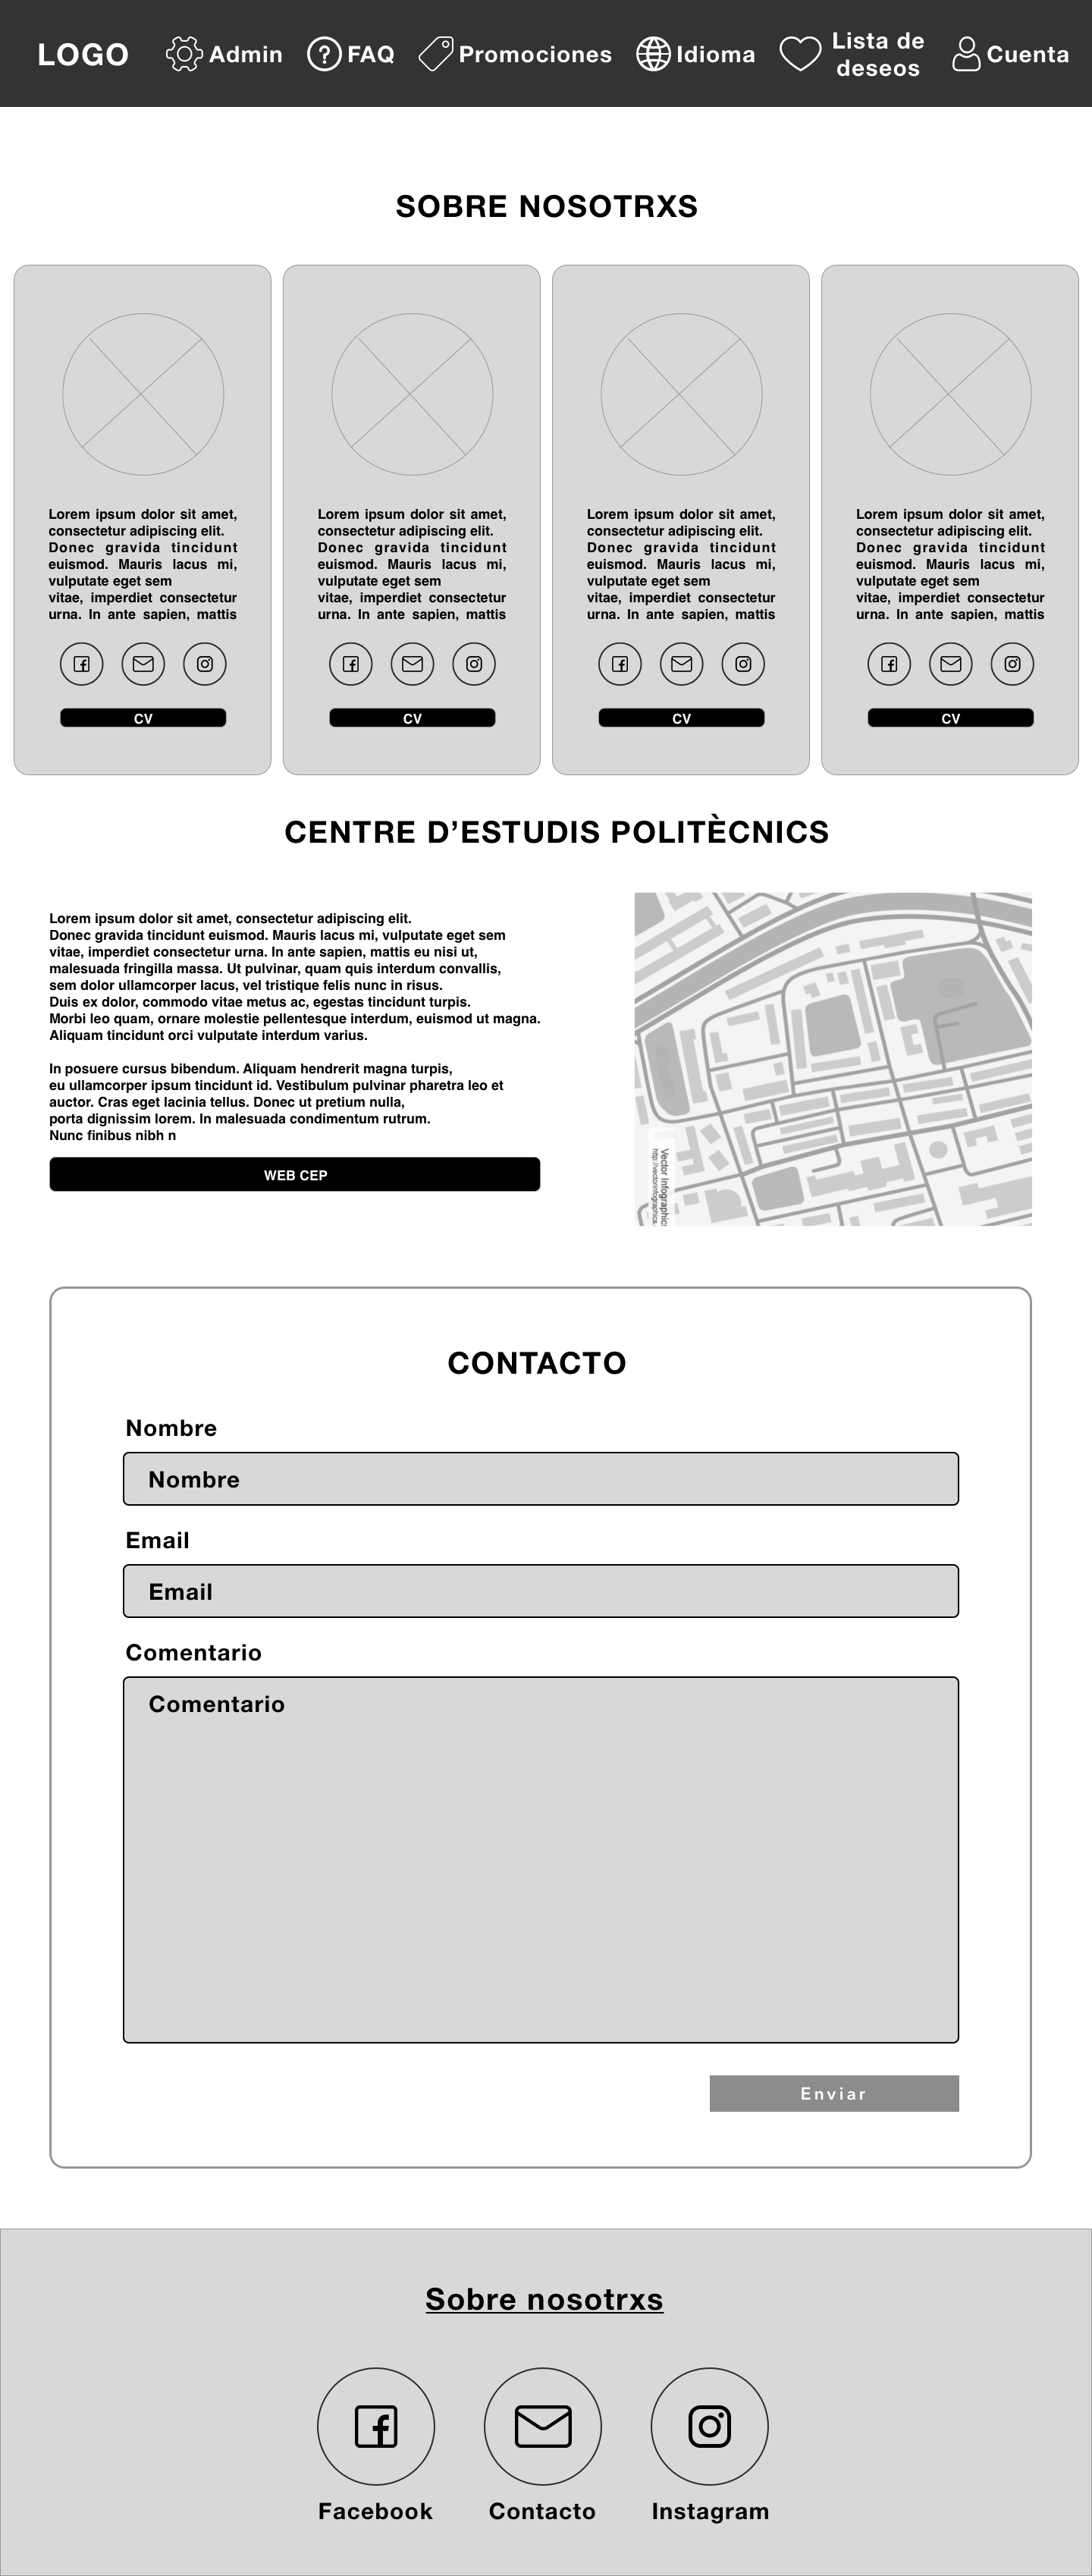 LOGO
Admin
FAQ
Promociones
Idioma
Lista de
deseos
Cuenta
SOBRE NOSOTRXS
Lorem ipsum dolor sit amet,
consectetur adipiscing elit.
Donec gravida tincidunt
euismod. Mauris lacus mi,
vulputate eget sem
vitae, imperdiet consectetur
urna. In ante sapien, mattis
CV
Lorem ipsum dolor sit amet,
consectetur adipiscing elit.
Donec gravida tincidunt
euismod. Mauris lacus mi,
vulputate eget sem
vitae, imperdiet consectetur
urna. In ante sapien, mattis
CV
Lorem ipsum dolor sit amet,
consectetur adipiscing elit.
Donec gravida tincidunt
euismod. Mauris lacus mi,
vulputate eget sem
vitae, imperdiet consectetur
urna. In ante sapien, mattis
CV
Lorem ipsum dolor sit amet,
consectetur adipiscing elit.
Donec gravida tincidunt
euismod. Mauris lacus mi,
vulputate eget sem
vitae, imperdiet consectetur
urna. In ante sapien, mattis
CV
CENTRE D’ESTUDIS POLITÈCNICS
Lorem ipsum dolor sit amet, consectetur adipiscing elit.
Donec gravida tincidunt euismod. Mauris lacus mi, vulputate eget sem
vitae, imperdiet consectetur urna. In ante sapien, mattis eu nisi ut,
malesuada fringilla massa. Ut pulvinar, quam quis interdum convallis,
sem dolor ullamcorper lacus, vel tristique felis nunc in risus.
Duis ex dolor, commodo vitae metus ac, egestas tincidunt turpis.
Morbi leo quam, ornare molestie pellentesque interdum, euismod ut magna.
Aliquam tincidunt orci vulputate interdum varius.
In posuere cursus bibendum. Aliquam hendrerit magna turpis,
eu ullamcorper ipsum tincidunt id. Vestibulum pulvinar pharetra leo et
auctor. Cras eget lacinia tellus. Donec ut pretium nulla,
porta dignissim lorem. In malesuada condimentum rutrum.
Nunc finibus nibh n
WEB CEP
Vector Infographics
http://vectorinfographics
CONTACTO
Nombre
Nombre
Email
Email
Comentario
Comentario
Enviar
Sobre nosotrxs
Facebook
Contacto
Instagram